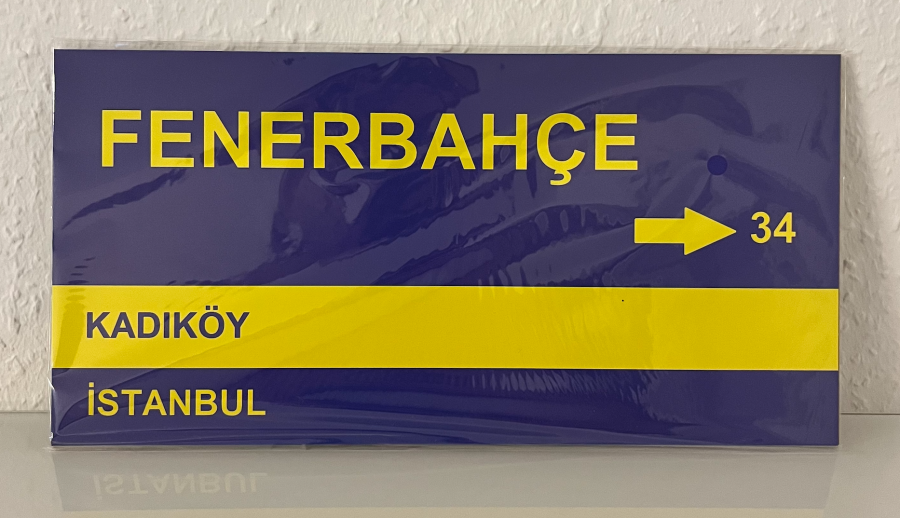 FENERBAHÇE
34
KADIKÖY
İSTANBUL